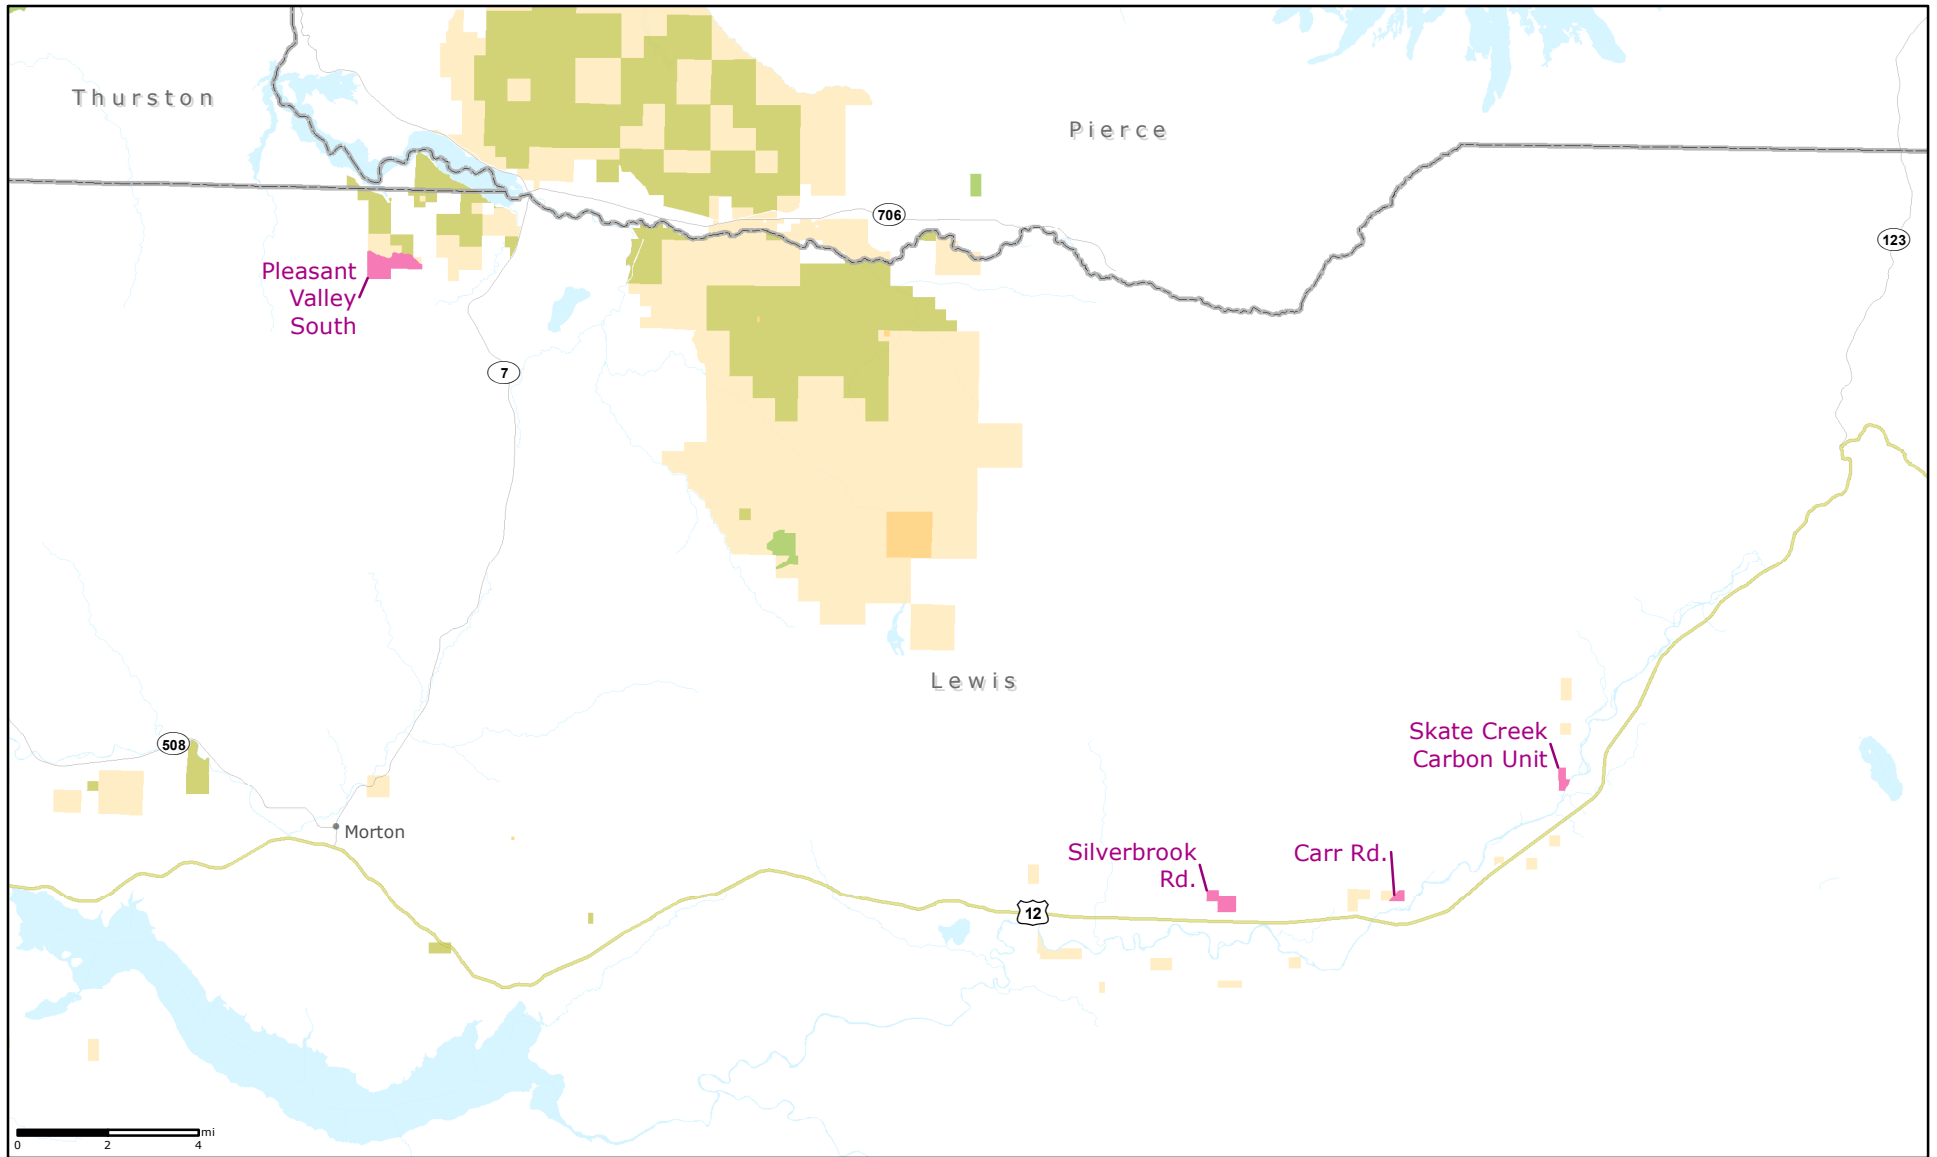 Thurston
Pierce
706
123
Pleasant
Valley
South
7
Lewis
Skate Creek
Carbon Unit
508
Morton
Silverbrook
Rd.
Carr Rd.
12
mi
0 2 4